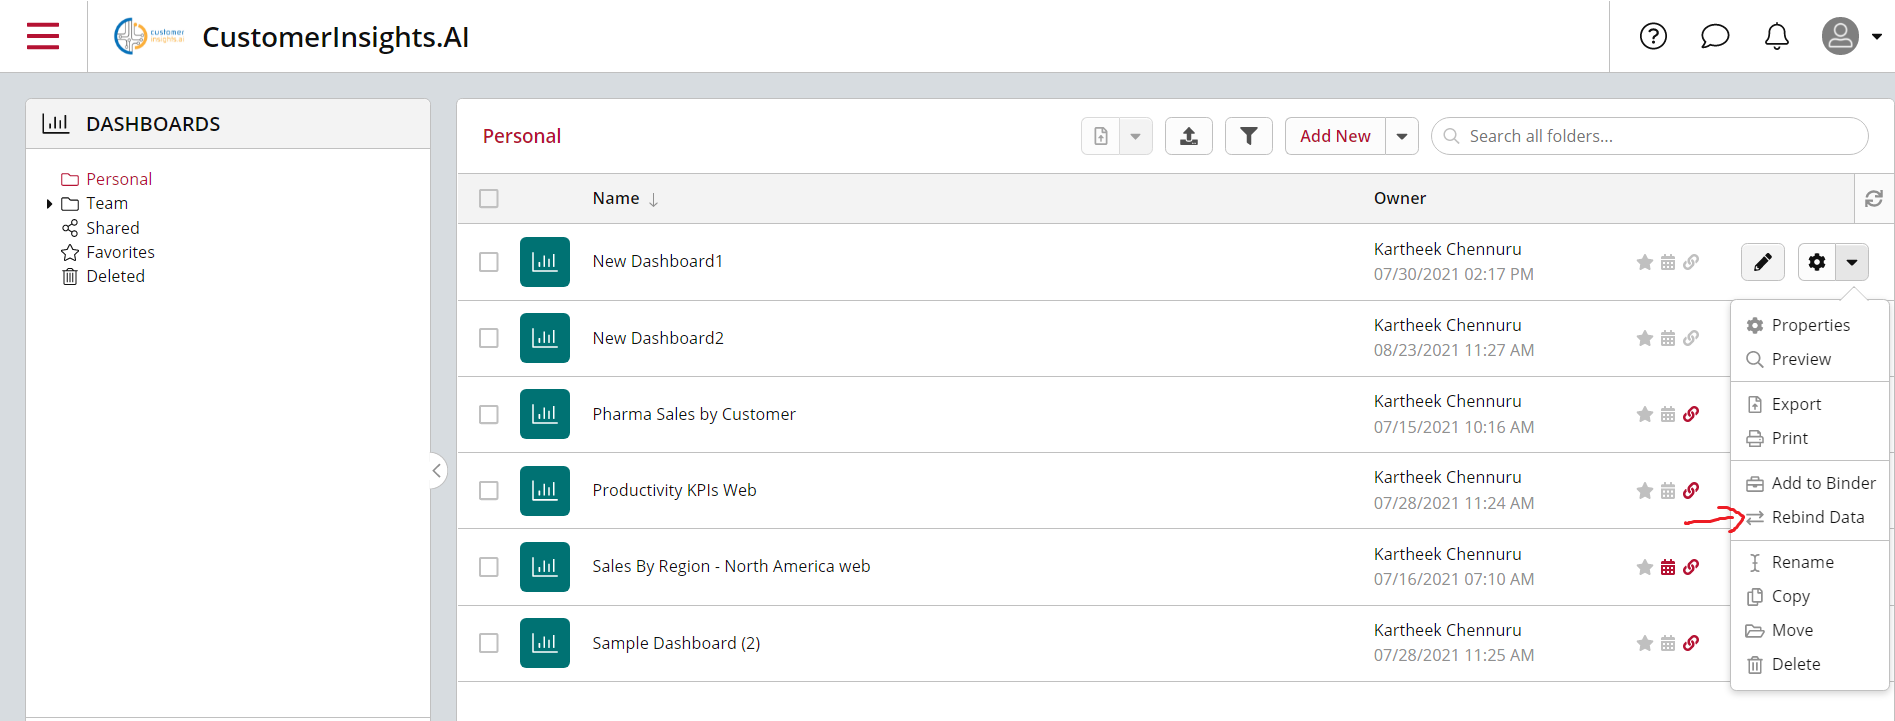 customer
insights.ai
CustomerInsights.AI
DASHBOARDS
Personal
Team
Shared
Favorites
Deleted
Personal
Add New
Search all folders...
Name
Owner
New Dashboard1
Kartheek Chennuru
07/30/2021 02:17 PM
New Dashboard2
Kartheek Chennuru
08/23/2021 11:27 AM
Pharma Sales by Customer
Kartheek Chennuru
07/15/2021 10:16 AM
Productivity KPIs Web
Kartheek Chennuru
07/28/2021 11:24 AM
Sales By Region - North America web
Kartheek Chennuru
07/16/2021 07:10 AM
Sample Dashboard (2)
Kartheek Chennuru
07/28/2021 11:25 AM
Properties
Preview
Export
Print
Add to Binder
Rebind Data
Rename
Copy
Move
Delete